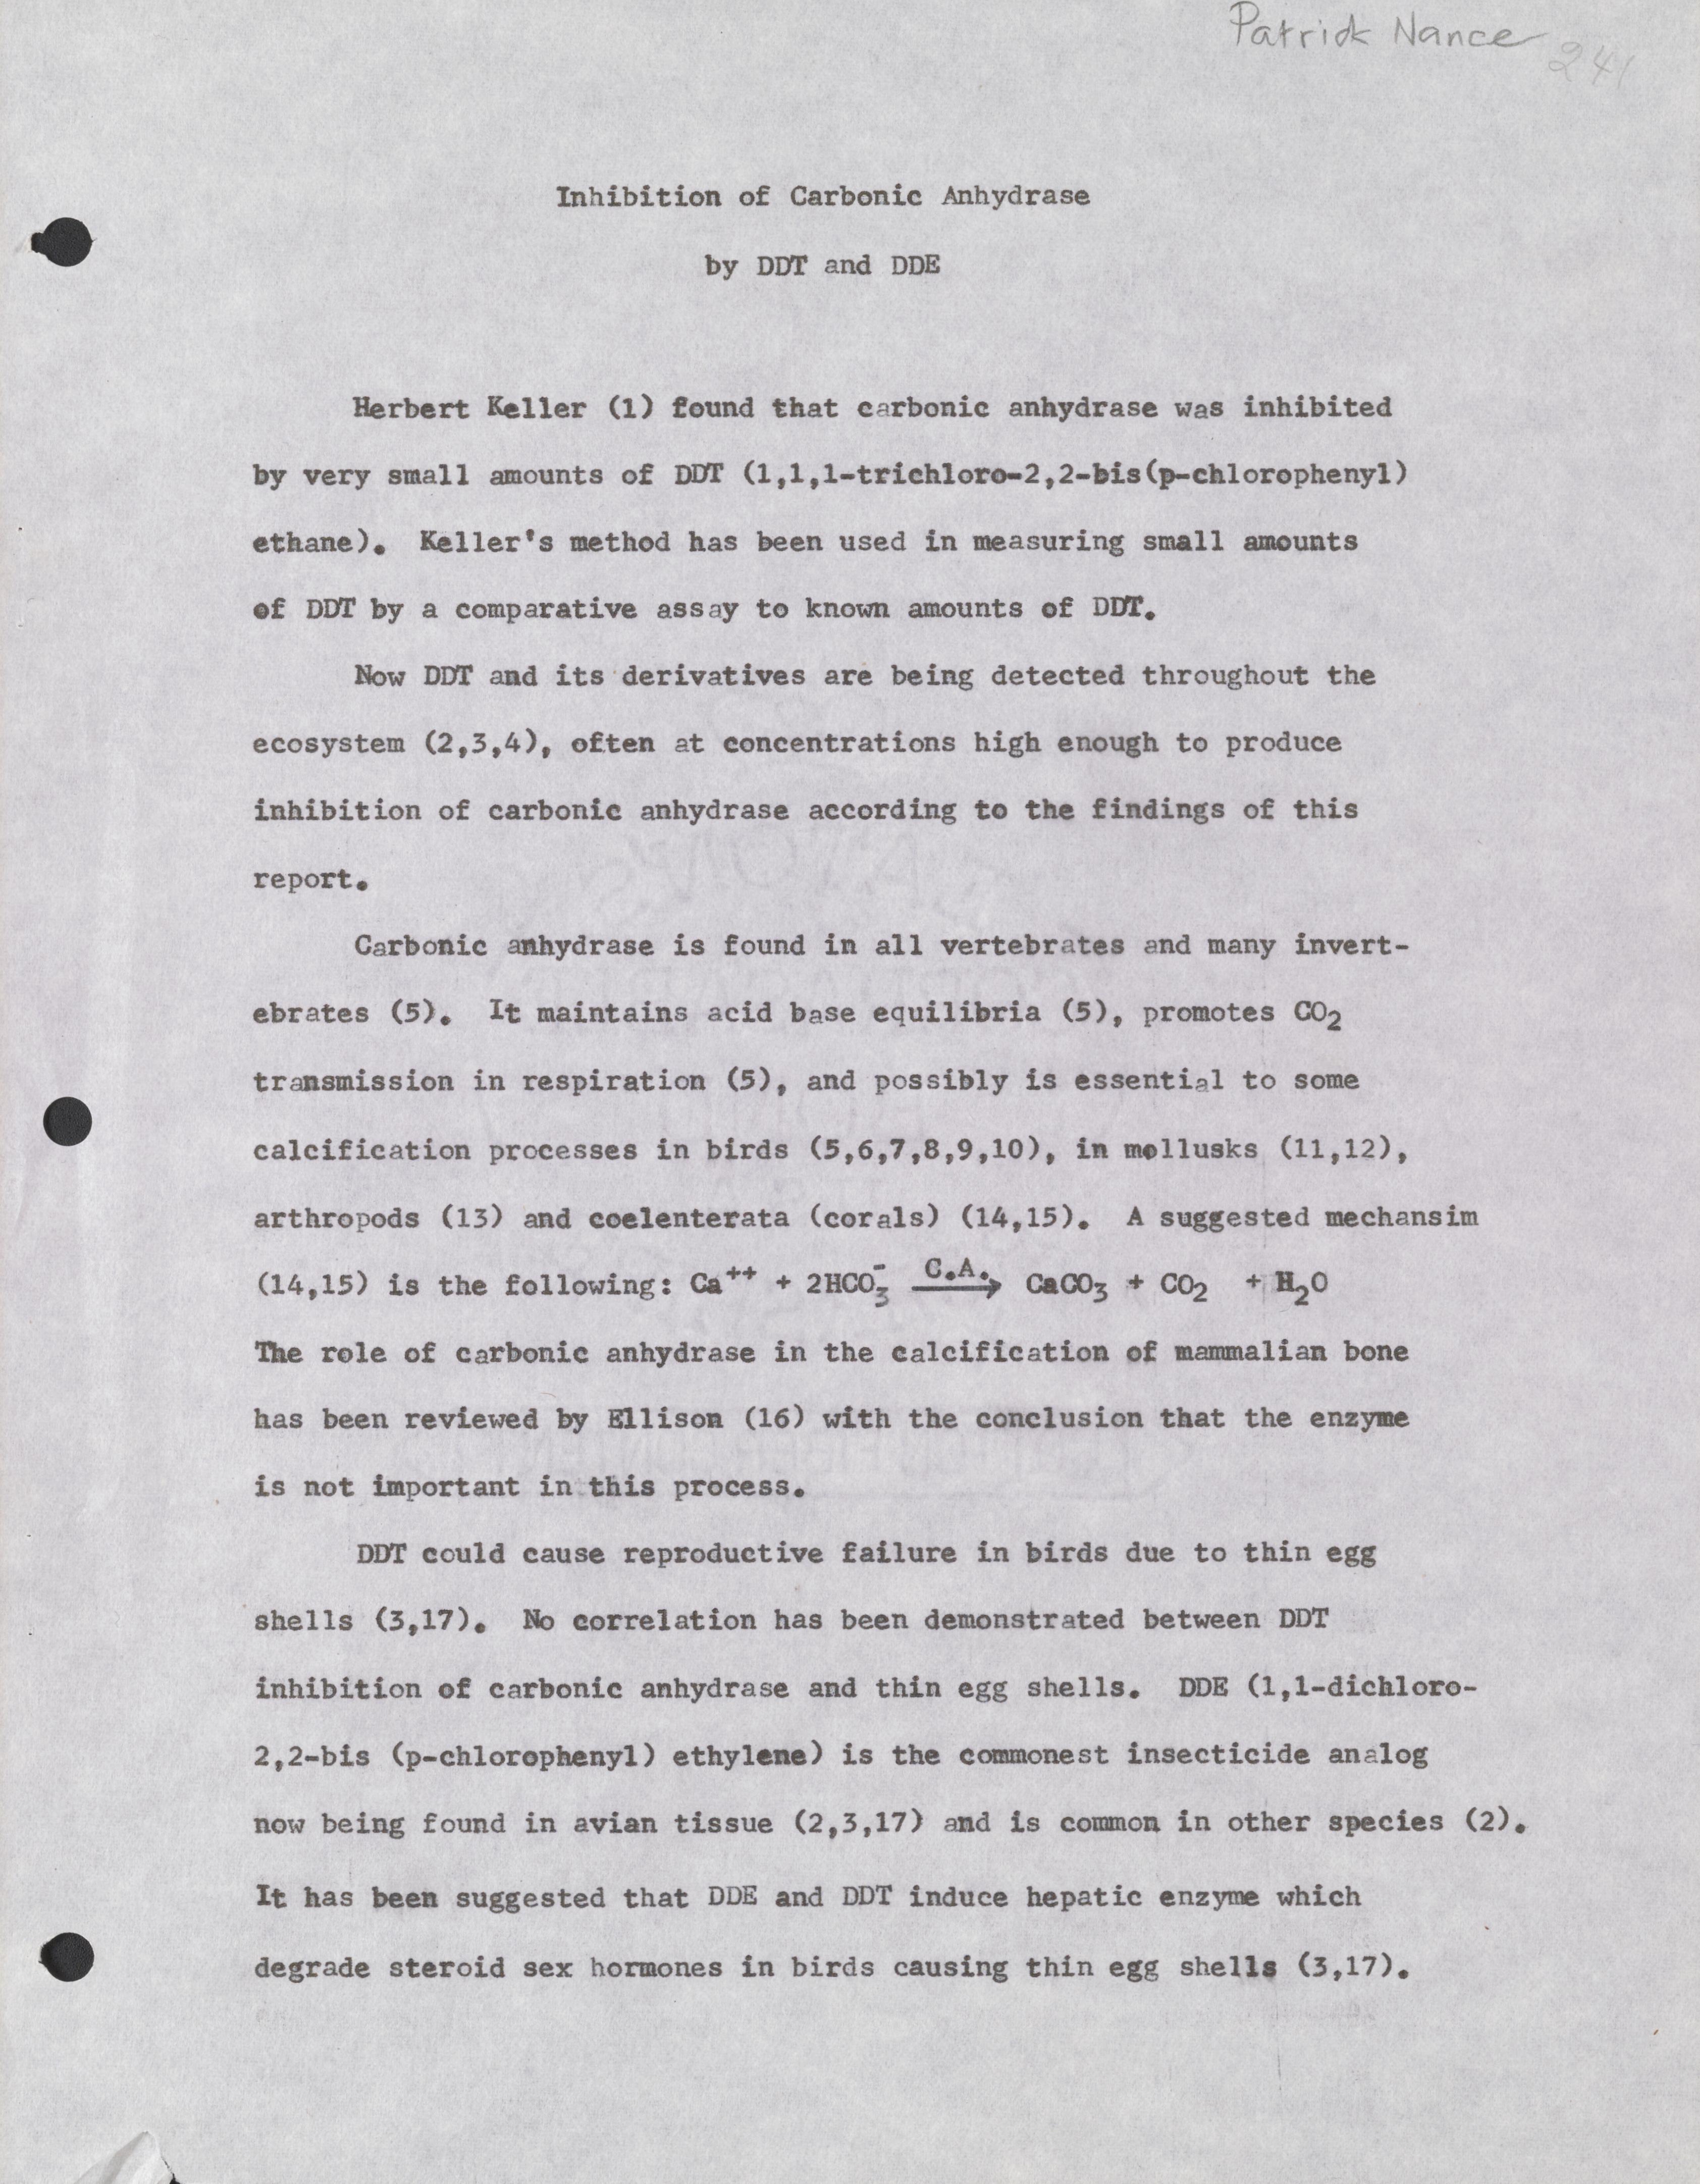 Patrick Nance
241
Inhibition of Carbonic Anhydrase
by DDT and DDE
Herbert Keller (1) found that carbonic anhydrase was inhibited
by very small amounts of DDT (1,1,1-trichloro-2,2-bis(p-chlorophenyl)
ethane). Keller's method has been used in measuring small amounts
of DDT by a comparative assay to known amounts of DDT.
Now DDT and its derivatives are being detected throughout the
ecosystem (2,3,4), often at concentrations high enough to produce
inhibition of carbonic anhydrase according to the findings of this
report.
Carbonic anhydrase is found in all vertebrates and many invert-
ebrates (5). It maintains acid base equilibria (5), promotes CO₂
transmission in respiration (5), and possibly is essential to some
calcification processes in birds (5,6,7,8,9,10), in mollusks (11,12),
arthropods (13) and coelenterata (corals) (14,15). A suggested mechansim
(14,15) is the following: Ca⁺⁺ + 2HCO₃⁻ C.A.→ CaCO₃ + CO₂ + H₂O
The role of carbonic anhydrase in the calcification of mammalian bone
has been reviewed by Ellison (16) with the conclusion that the enzyme
is not important in this process.
DDT could cause reproductive failure in birds due to thin egg
shells (3,17). No correlation has been demonstrated between DDT
inhibition of carbonic anhydrase and thin egg shells. DDE (1,1-dichloro-
2,2-bis (p-chlorophenyl) ethylene) is the commonest insecticide analog
now being found in avian tissue (2,3,17) and is common in other species (2).
It has been suggested that DDE and DDT induce hepatic enzyme which
degrade steroid sex hormones in birds causing thin egg shells (3,17).